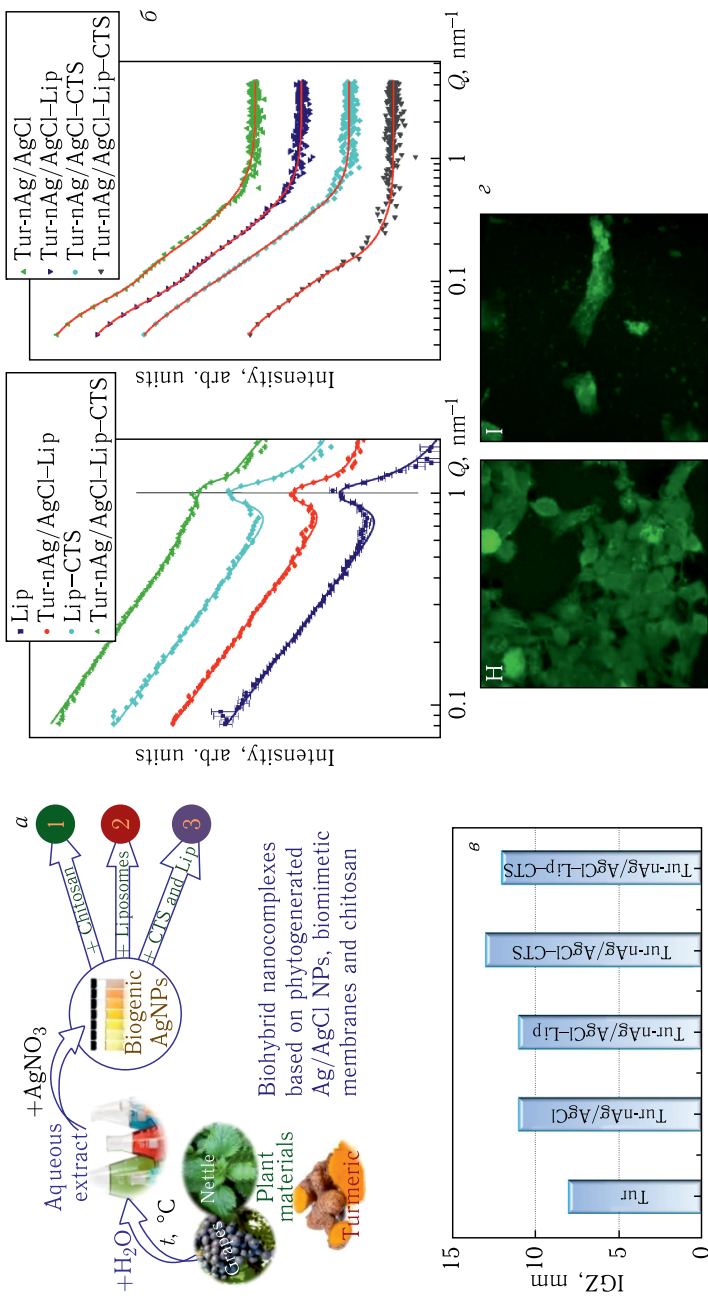 а
+AgNO3
Aqueous
extract
+H2O
t, °C
Grapes
Nettle
Plant
materials
Turmeric
Biogenic
AgNPs
+ Chitosan
+ Liposomes
+ CTS and Lip
1
2
3
Biohybrid nanocomplexes
based on phytogenerated
Ag/AgCl NPs, biomimetic
membranes and chitosan
б
Lip
Tur-nAg/AgCl–Lip
Lip–CTS
Tur-nAg/AgCl–Lip–CTS
Intensity, arb. units
0.1
1
Q, nm−1
Tur-nAg/AgCl
Tur-nAg/AgCl–Lip
Tur-nAg/AgCl–CTS
Tur-nAg/AgCl–Lip–CTS
Intensity, arb. units
0.1
1
Q, nm−1
в
IGZ, mm
15
10
5
0
Tur
Tur-nAg/AgCl
Tur-nAg/AgCl–Lip
Tur-nAg/AgCl–CTS
Tur-nAg/AgCl–Lip–CTS
г
H
I